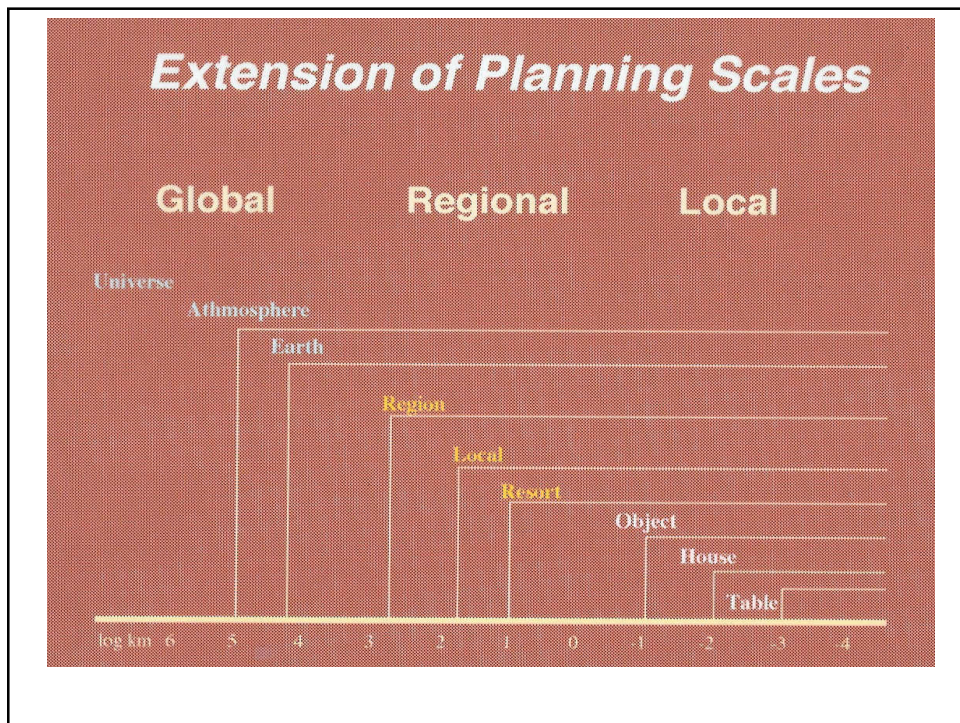 Extension of Planning Scales
Global Regional Local
Universe
Athmosphere
Earth
Region
Local
Resort
Object
House
Table
log km 6 5 4 3 2 1 0 -1 -2 -3 -4